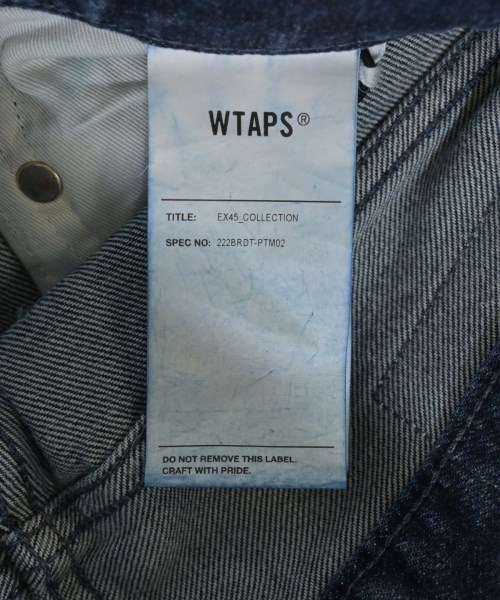 WTAPS®
TITLE: EX45_COLLECTION
SPEC NO: 222BRDT-PTM02
DO NOT REMOVE THIS LABEL.
CRAFT WITH PRIDE.